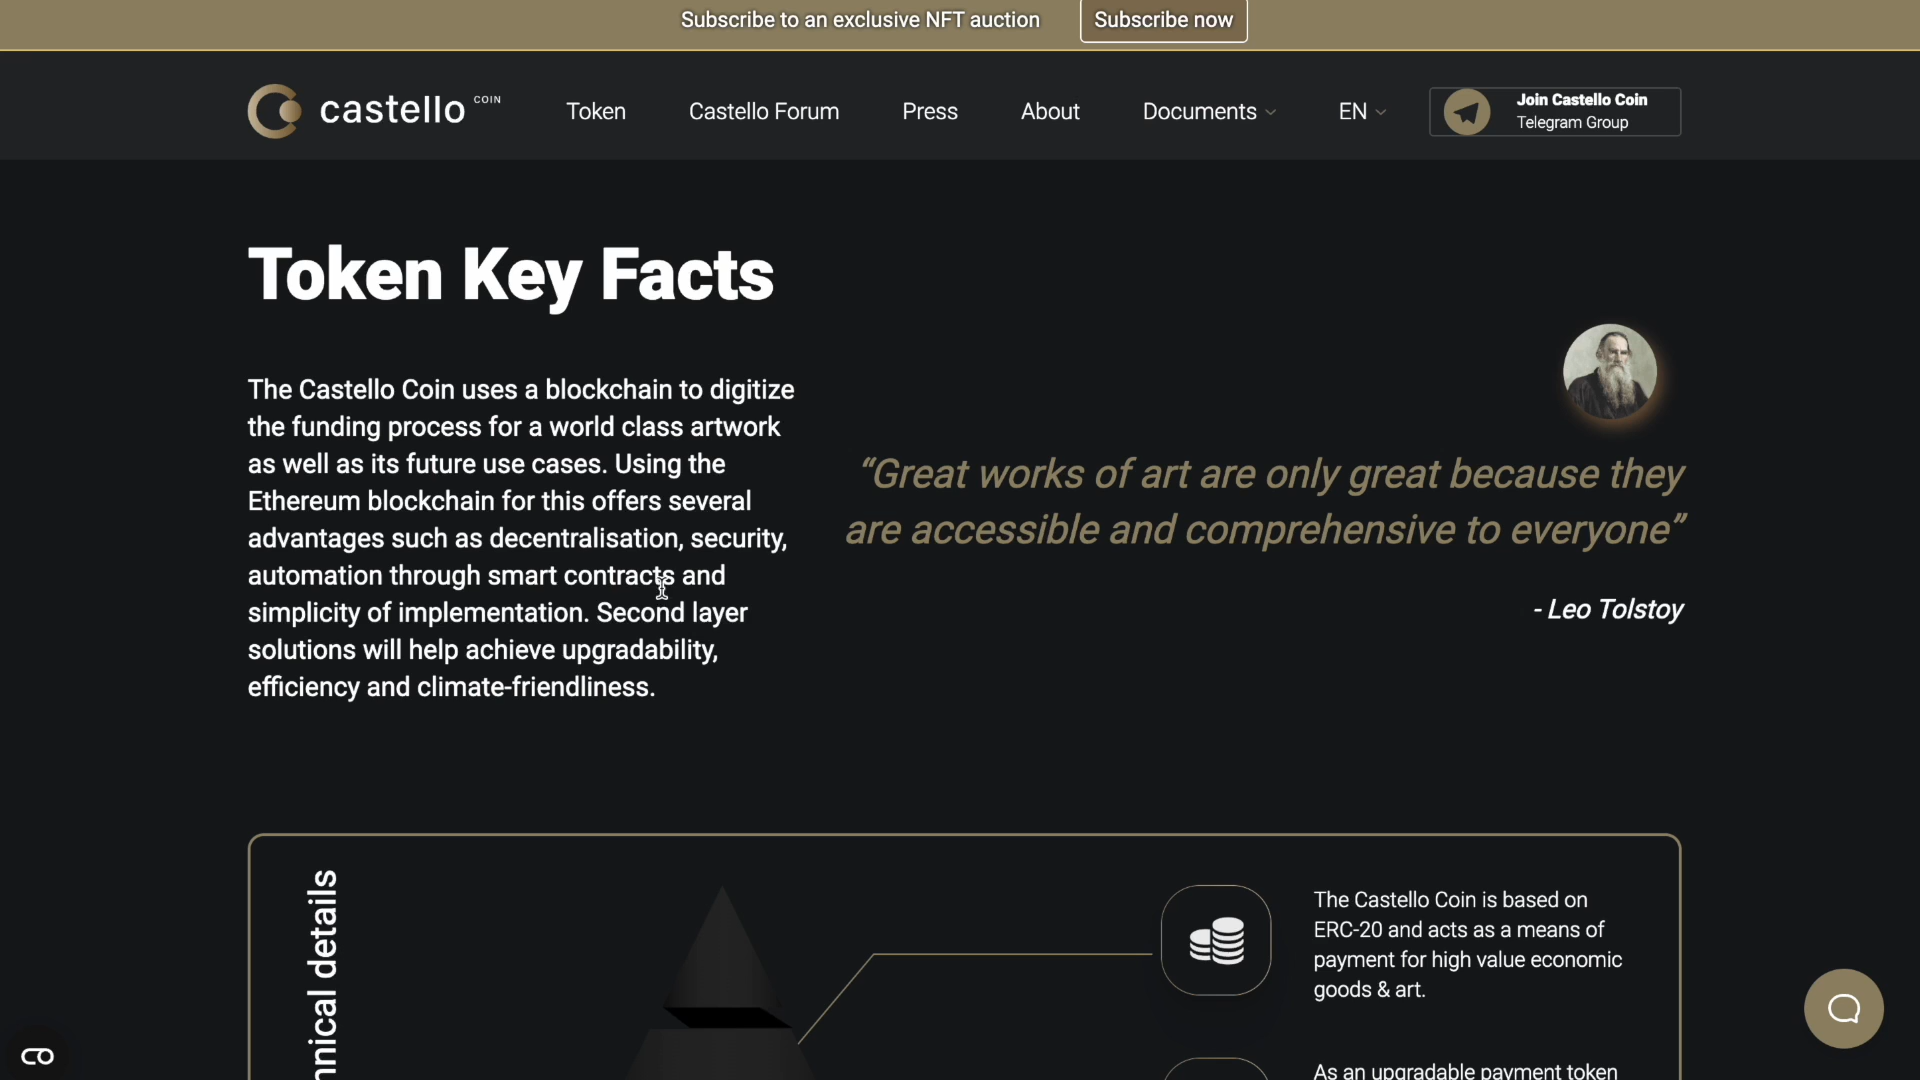 Subscribe to an exclusive NFT auction
Subscribe now
castello COIN
Token
Castello Forum
Press
About
Documents
EN
Join Castello Coin
Telegram Group
Token Key Facts
The Castello Coin uses a blockchain to digitize
the funding process for a world class artwork
as well as its future use cases. Using the
Ethereum blockchain for this offers several
advantages such as decentralisation, security,
automation through smart contracts and
simplicity of implementation. Second layer
solutions will help achieve upgradability,
efficiency and climate-friendliness.
“Great works of art are only great because they
are accessible and comprehensive to everyone”
- Leo Tolstoy
nnical details
The Castello Coin is based on
ERC-20 and acts as a means of
payment for high value economic
goods & art.
As an upgradable payment token